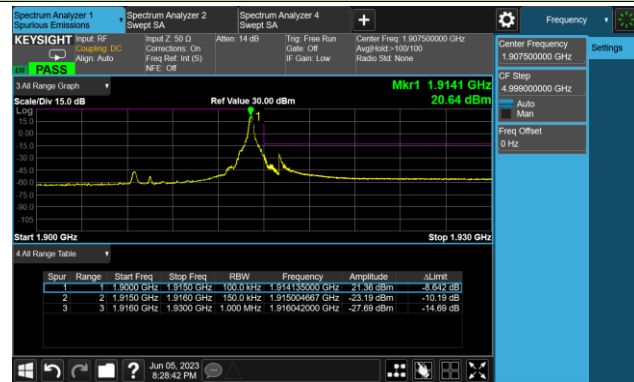 Spectrum Analyzer 1
Spurious Emissions
Spectrum Analyzer 2
Swept SA
Spectrum Analyzer 4
Swept SA
+
Frequency
KEYSIGHT
Input: RF
Coupling: DC
Align: Auto
Input Z: 50 Ω
Corrections: On
Freq Ref: Int (S)
NFE: Off
Atten: 14 dB
Trig: Free Run
Gate: Off
IF Gain: Low
Center Freq: 1.907500000 GHz
Avg|Hold:>100/100
Radio Std: None
PASS
Center Frequency
1.907500000 GHz
Settings
CF Step
4.999000000 GHz
Auto
Man
Freq Offset
0 Hz
3 All Range Graph
Mkr1 1.9141 GHz
Scale/Div 15.0 dB
Ref Value 30.00 dBm
20.64 dBm
Log
15.0
0.00
-15.0
-30.0
-45.0
-60.0
-75.0
-90.0
-105
1
Start 1.900 GHz
Stop 1.930 GHz
4 All Range Table
Spur Range Start Freq Stop Freq RBW Frequency Amplitude ΔLimit
1 1 1.9000 GHz 1.9150 GHz 100.0 kHz 1.914135000 GHz 21.36 dBm -8.642 dB
2 2 1.9150 GHz 1.9160 GHz 150.0 kHz 1.915004667 GHz -23.19 dBm -10.19 dB
3 3 1.9160 GHz 1.9300 GHz 1.000 MHz 1.916042000 GHz -27.69 dBm -14.69 dB
?
Jun 05, 2023
8:28:42 PM